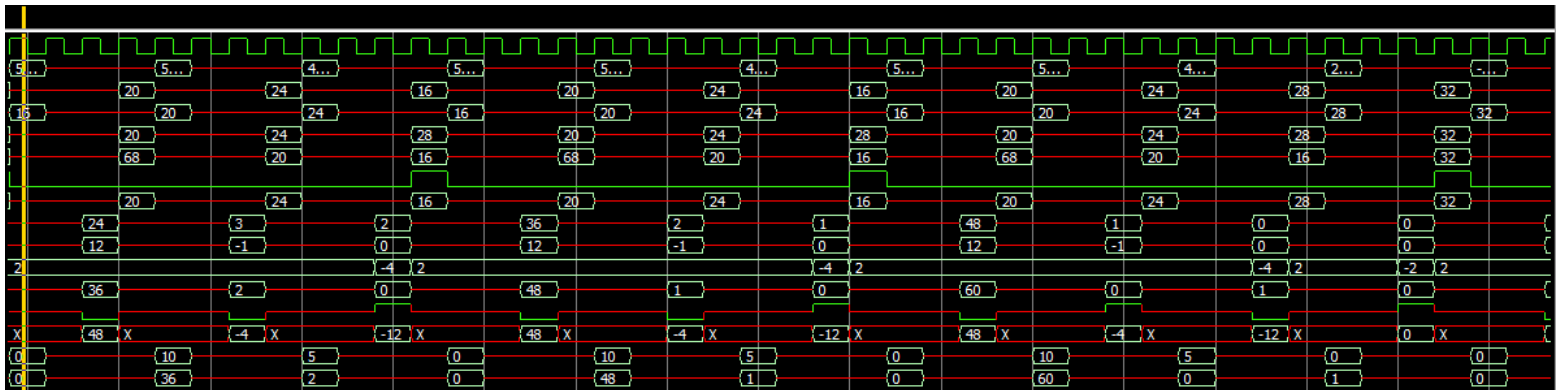 5... 5... 4... 5... 5... 4... 5... 5... 4... 2... -...
20 24 16 20 24 16 20 24 28 32
16 20 24 16 20 24 16 20 24 28 32
20 24 28 20 24 28 20 24 28 32
68 20 16 68 20 16 68 20 16 32
20 24 16 20 24 16 20 24 28 32
24 3 2 36 2 1 48 1 0 0
12 -1 0 12 -1 0 12 -1 0 0
2 -4 2 -4 2 -4 2 -2 2
36 2 0 48 1 0 60 0 1 0
X 48 X -4 X -12 X 48 X -4 X -12 X 48 X -4 X -12 X 0 X
0 10 5 0 10 5 0 10 5 0 0
0 36 2 0 48 1 0 60 0 1 0